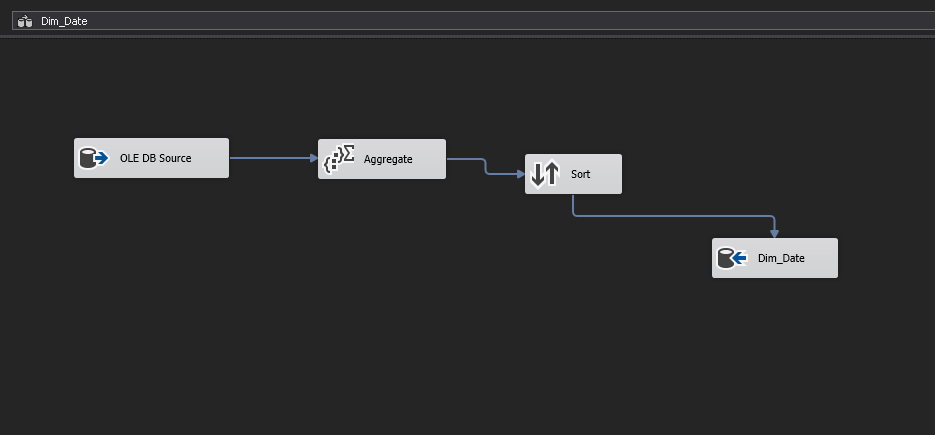 Dim_Date
OLE DB Source
Aggregate
Sort
Dim_Date